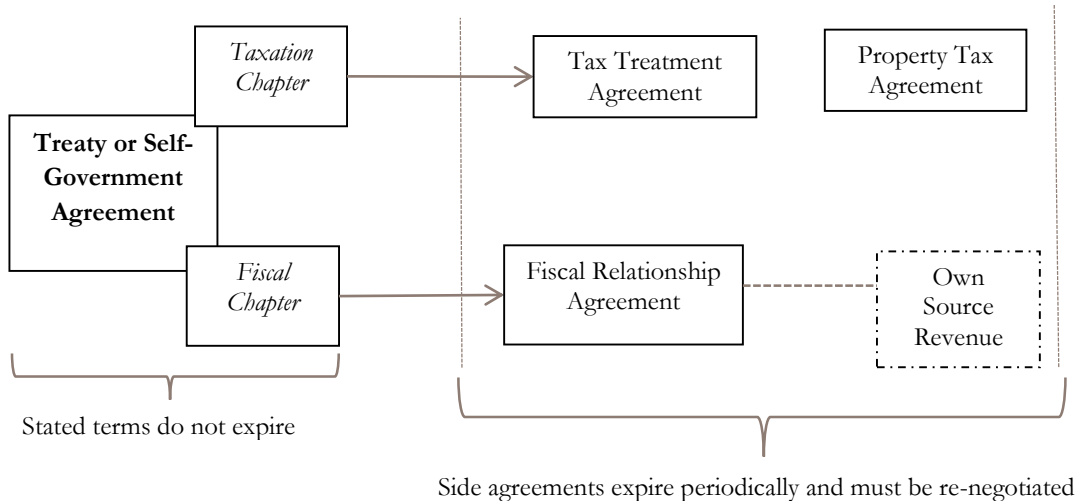 Taxation
Chapter
Tax Treatment
Agreement
Property Tax
Agreement
Treaty or Self-
Government
Agreement
Fiscal
Chapter
Fiscal Relationship
Agreement
Own
Source
Revenue
Stated terms do not expire
Side agreements expire periodically and must be re-negotiated